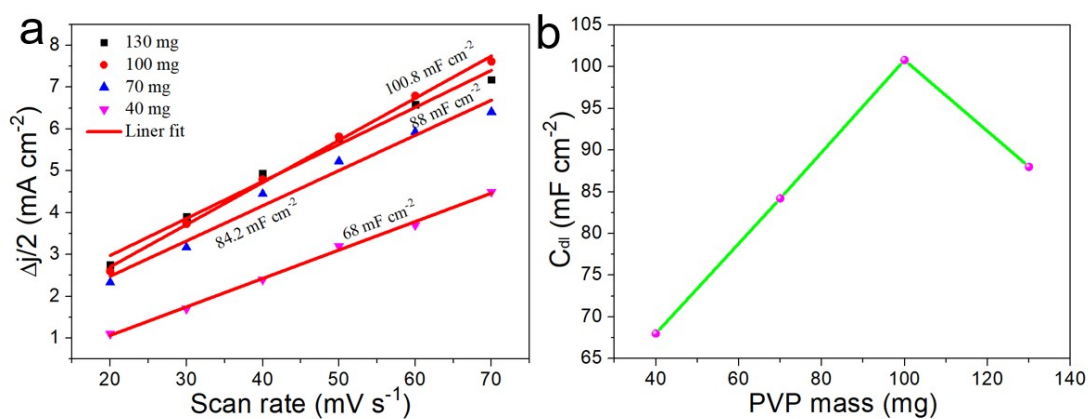 a
130 mg
100 mg
70 mg
40 mg
Liner fit
100.8 mF cm⁻²
88 mF cm⁻²
84.2 mF cm⁻²
68 mF cm⁻²
7
6
5
4
3
2
1
Δj/2 (mA cm⁻²)
20 30 40 50 60 70
Scan rate (mV s⁻¹)
b
105
100
95
90
85
80
75
70
65
C_dl (mF cm⁻²)
40 60 80 100 120 140
PVP mass (mg)